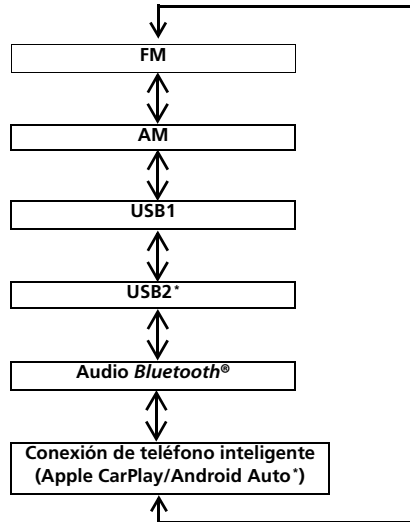 FM
AM
USB1
USB2*
Audio Bluetooth®
Conexión de teléfono inteligente
(Apple CarPlay/Android Auto*)